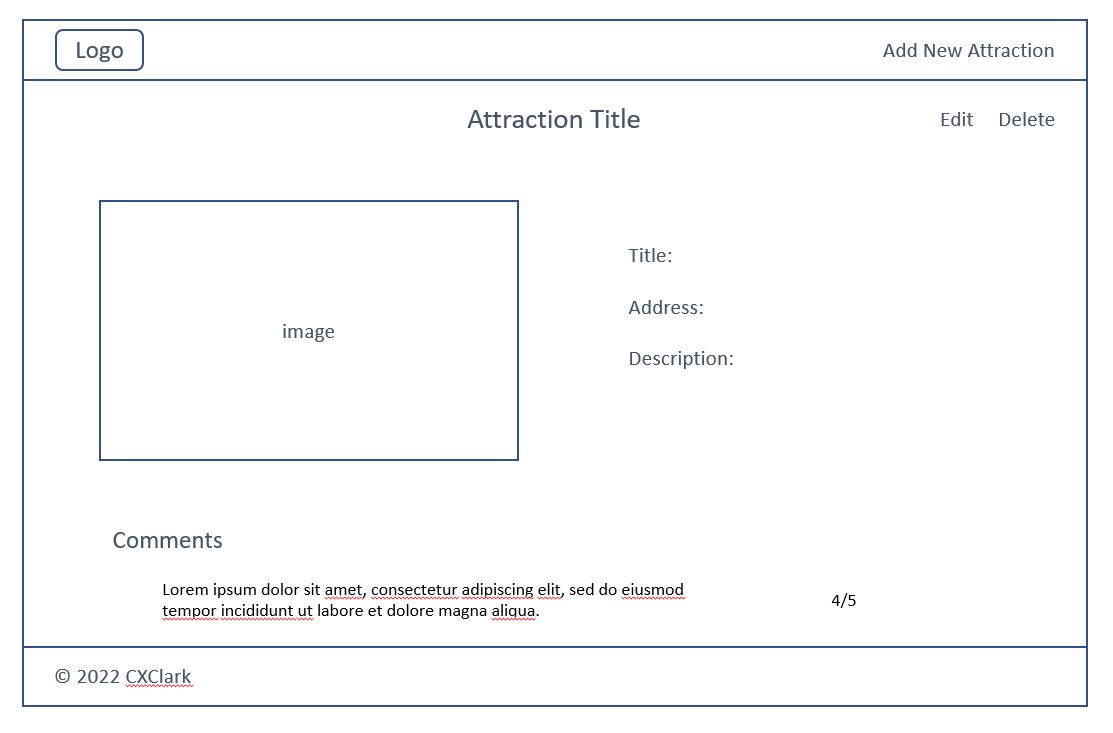 Logo
Add New Attraction
Attraction Title
Edit
Delete
image
Title:
Address:
Description:
Comments
Lorem ipsum dolor sit amet, consectetur adipiscing elit, sed do eiusmod
tempor incididunt ut labore et dolore magna aliqua.
4/5
© 2022 CXClark